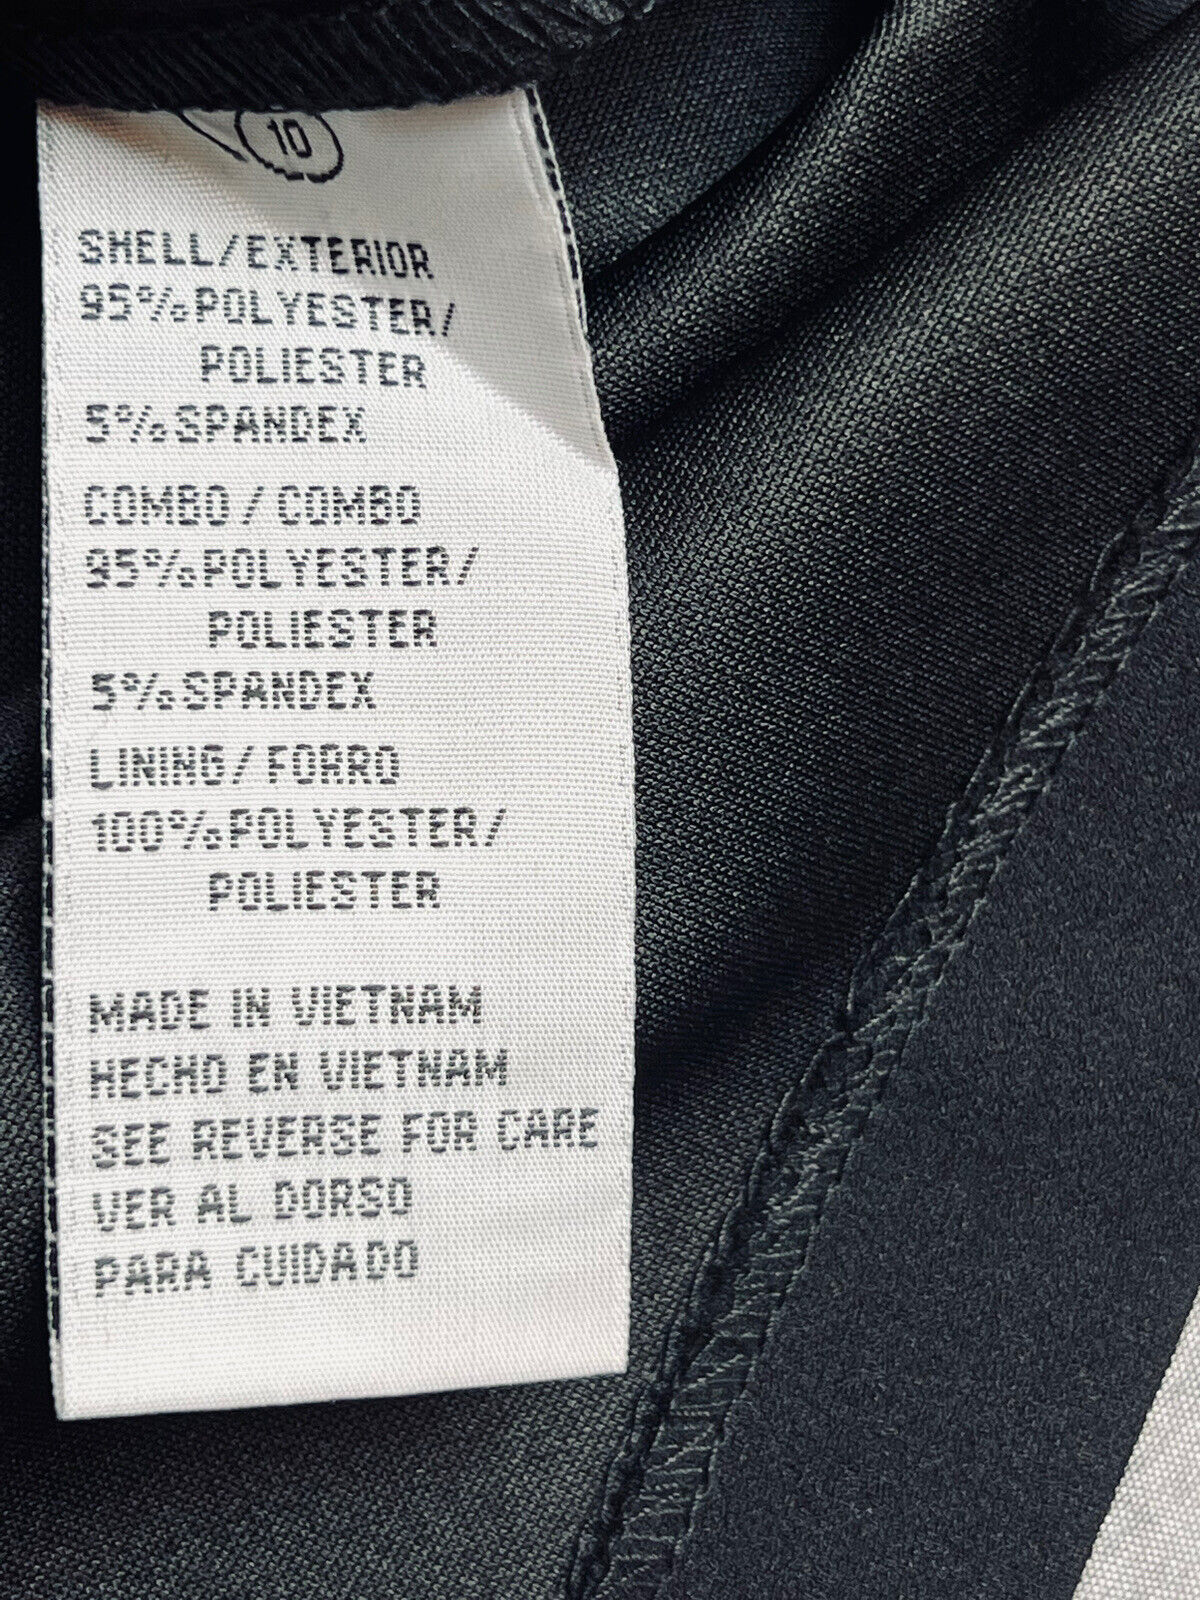 10
SHELL/EXTERIOR
95%POLYESTER/
POLIESTER
5%SPANDEX
COMBO/COMBO
95%POLYESTER/
POLIESTER
5%SPANDEX
LINING/FORRO
100%POLYESTER/
POLIESTER
MADE IN VIETNAM
HECHO EN VIETNAM
SEE REVERSE FOR CARE
VER AL DORSO
PARA CUIDADO